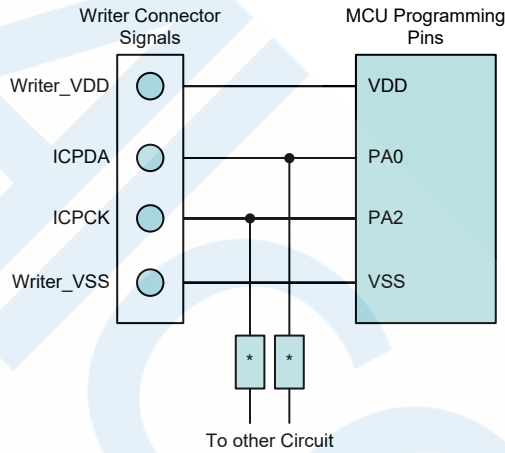 Writer Connector
Signals
MCU Programming
Pins
Writer_VDD
VDD
ICPDA
PA0
ICPCK
PA2
Writer_VSS
VSS
* *
To other Circuit